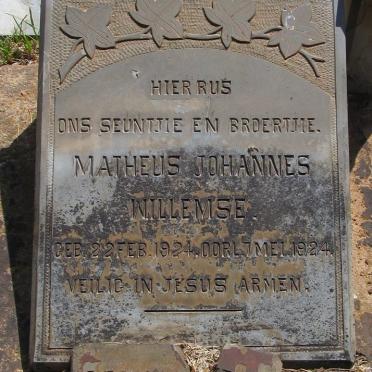 HIER RUS
ONS SEUNTJIE EN BROERTJIE.
MATHEUS JOHANNES
WILLEMSE.
GEB. 22 FEB. 1924. OORL. 7 MEI. 1924.
VEILIG IN JESUS ARMEN.